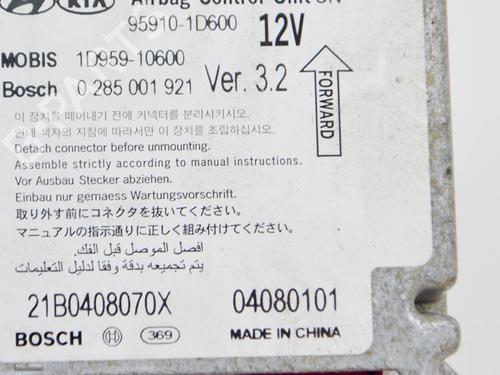 KIA Airbag Control Unit
95910-1D600 12V
MOBIS 1D959-10600
Bosch 0 285 001 921 Ver. 3.2
이 장치를 떼어내기 전에 커넥터를 분리시키시오.
안내 책자의 지침에 따라서만 이 장치를 조립하십시오.
Detach connector before unmounting.
Assemble strictly according to manual instructions.
Vor Ausbau Stecker abziehen.
Einbau nur gemaess Wartungsvorschrift.
取り外す前にコネクタを抜いてください。
マニュアルの指示通りに正しく組み付けてください。
افصل الموصل قبل الفك.
يتم تجميعه بدقة وفقا لدليل التعليمات
FORWARD
21B0408070X 04080101
BOSCH 369 MADE IN CHINA